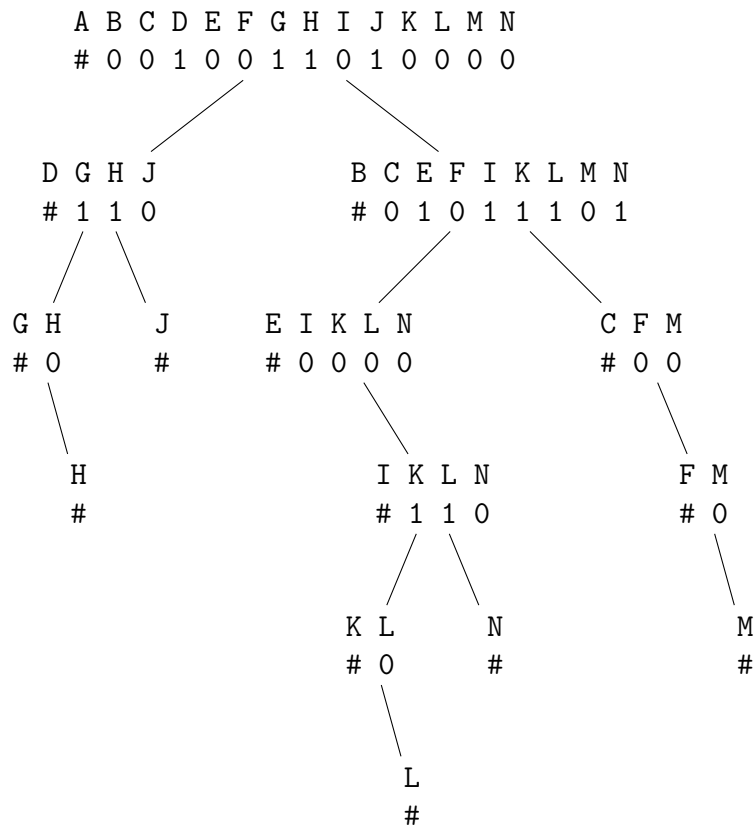 A B C D E F G H I J K L M N
# 0 0 1 0 0 1 1 0 1 0 0 0 0
D G H J
# 1 1 0
B C E F I K L M N
# 0 1 0 1 1 1 0 1
G H
# 0
J
#
E I K L N
# 0 0 0 0
C F M
# 0 0
H
#
I K L N
# 1 1 0
F M
# 0
K L
# 0
N
#
M
#
L
#